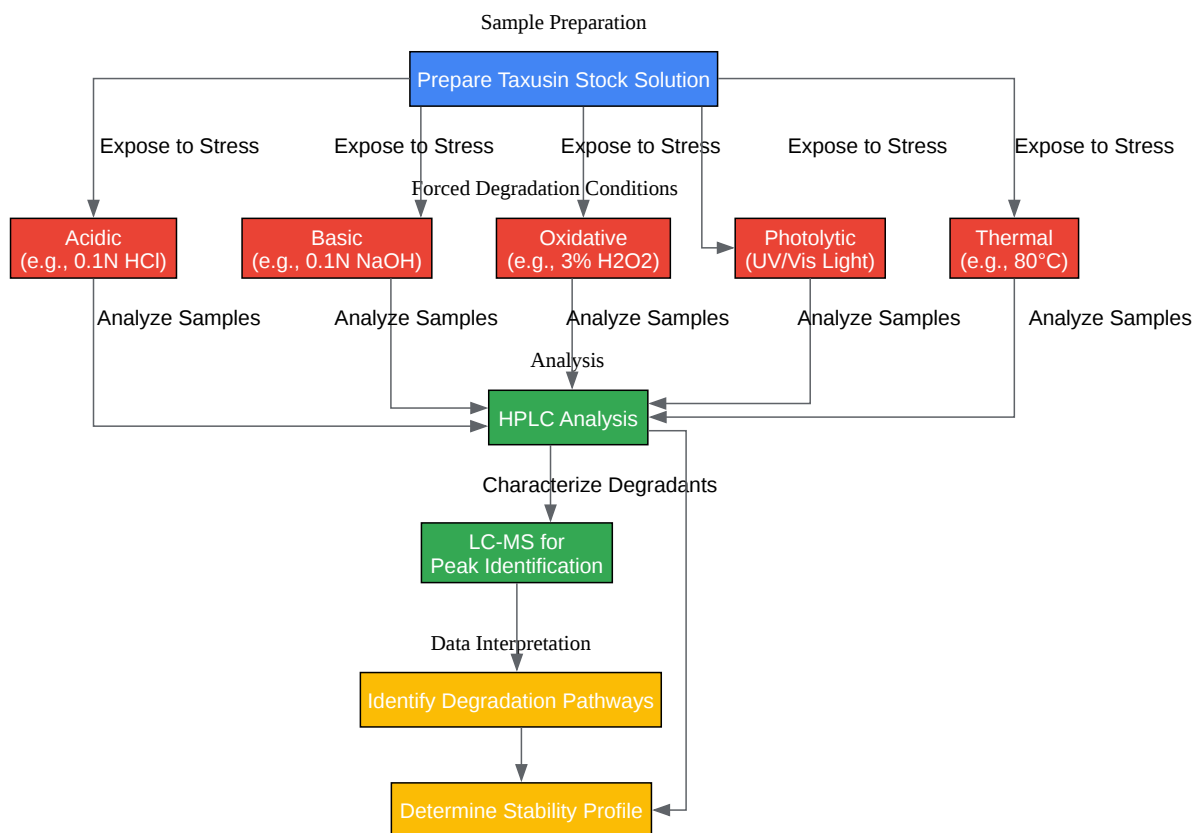 Sample Preparation
Prepare Taxusin Stock Solution
Expose to Stress
Expose to Stress
Expose to Stress
Expose to Stress
Expose to Stress
Forced Degradation Conditions
Acidic
(e.g., 0.1N HCl)
Basic
(e.g., 0.1N NaOH)
Oxidative
(e.g., 3% H2O2)
Photolytic
(UV/Vis Light)
Thermal
(e.g., 80°C)
Analyze Samples
Analyze Samples
Analyze Samples
Analyze Samples
Analyze Samples
Analysis
HPLC Analysis
Characterize Degradants
LC-MS for
Peak Identification
Data Interpretation
Identify Degradation Pathways
Determine Stability Profile